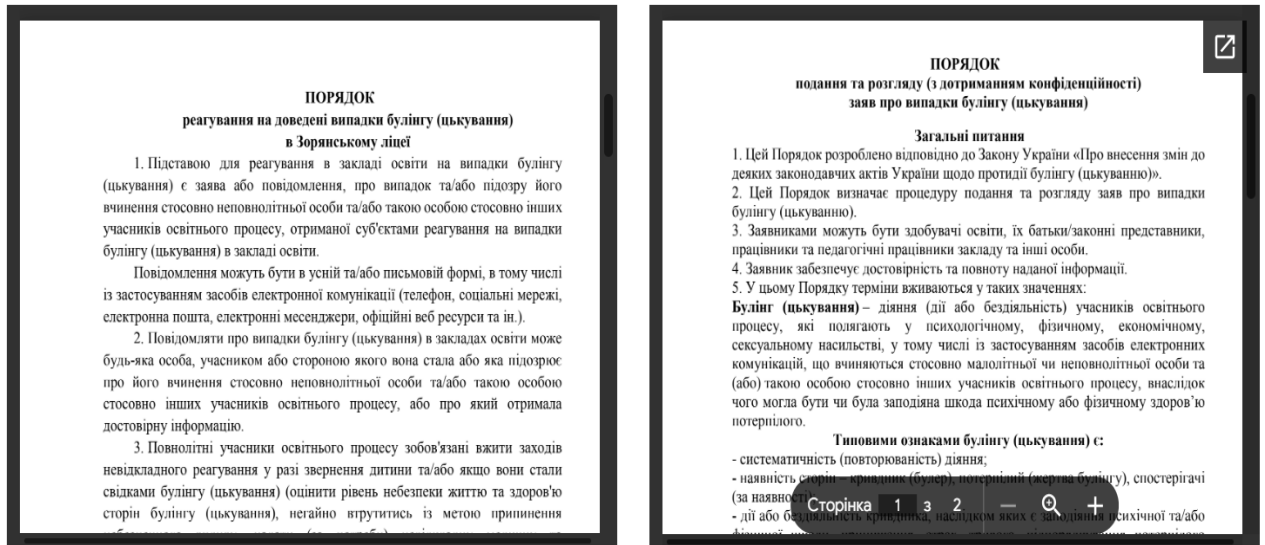 ПОРЯДОК
реагування на доведені випадки булінгу (цькування)
в Зорянському ліцеї
1. Підставою для реагування в закладі освіти на випадки булінгу
(цькування) є заява або повідомлення, про випадок та/або підозру його
вчинення стосовно неповнолітньої особи та/або такою особою стосовно інших
учасників освітнього процесу, отриманої суб'єктами реагування на випадки
булінгу (цькування) в закладі освіти.
Повідомлення можуть бути в усній та/або письмовій формі, в тому числі
із застосуванням засобів електронної комунікації (телефон, соціальні мережі,
електронна пошта, електронні месенджери, офіційні веб ресурси та ін.).
2. Повідомляти про випадки булінгу (цькування) в закладах освіти може
будь-яка особа, учасником або стороною якого вона стала або яка підозрює
про його вчинення стосовно неповнолітньої особи та/або такою особою
стосовно інших учасників освітнього процесу, або про який отримала
достовірну інформацію.
3. Повнолітні учасники освітнього процесу зобов'язані вжити заходів
невідкладного реагування у разі звернення дитини та/або якщо вони стали
свідками булінгу (цькування) (оцінити рівень небезпеки життю та здоров'ю
сторін булінгу (цькування), негайно втрутитись із метою припинення
ПОРЯДОК
подання та розгляду (з дотриманням конфіденційності)
заяв про випадки булінгу (цькування)
Загальні питання
1. Цей Порядок розроблено відповідно до Закону України «Про внесення змін до
деяких законодавчих актів України щодо протидії булінгу (цькуванню)».
2. Цей Порядок визначає процедуру подання та розгляду заяв про випадки
булінгу (цькуванню).
3. Заявниками можуть бути здобувачі освіти, їх батьки/законні представники,
працівники та педагогічні працівники закладу та інші особи.
4. Заявник забезпечує достовірність та повноту наданої інформації.
5. У цьому Порядку терміни вживаються у таких значеннях:
Булінг (цькування) – діяння (дії або бездіяльність) учасників освітнього
процесу, які полягають у психологічному, фізичному, економічному,
сексуальному насильстві, у тому числі із застосуванням засобів електронних
комунікацій, що вчиняються стосовно малолітньої чи неповнолітньої особи та
(або) такою особою стосовно інших учасників освітнього процесу, внаслідок
чого могла бути чи була заподіяна шкода психічному або фізичному здоров’ю
потерпілого.
Типовими ознаками булінгу (цькування) є:
- систематичність (повторюваність) діяння;
- наявність сторін – кривдник (булер), потерпілий (жертва булінгу), спостерігачі
(за наявності);
- дії або бездіяльність кривдника, наслідком яких є заподіяння психічної та/або
Сторінка 1 з 2